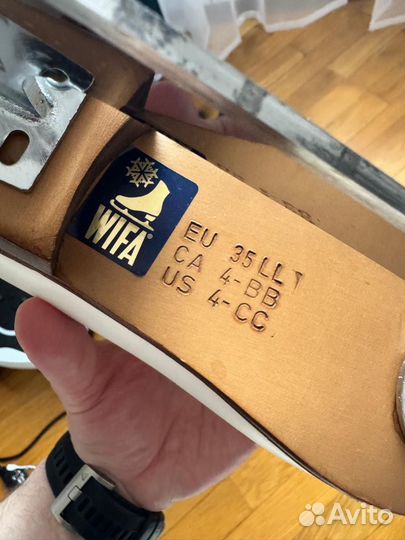 WIFA®
EU 35LL
CA 4-BB
US 4-CC
Avito